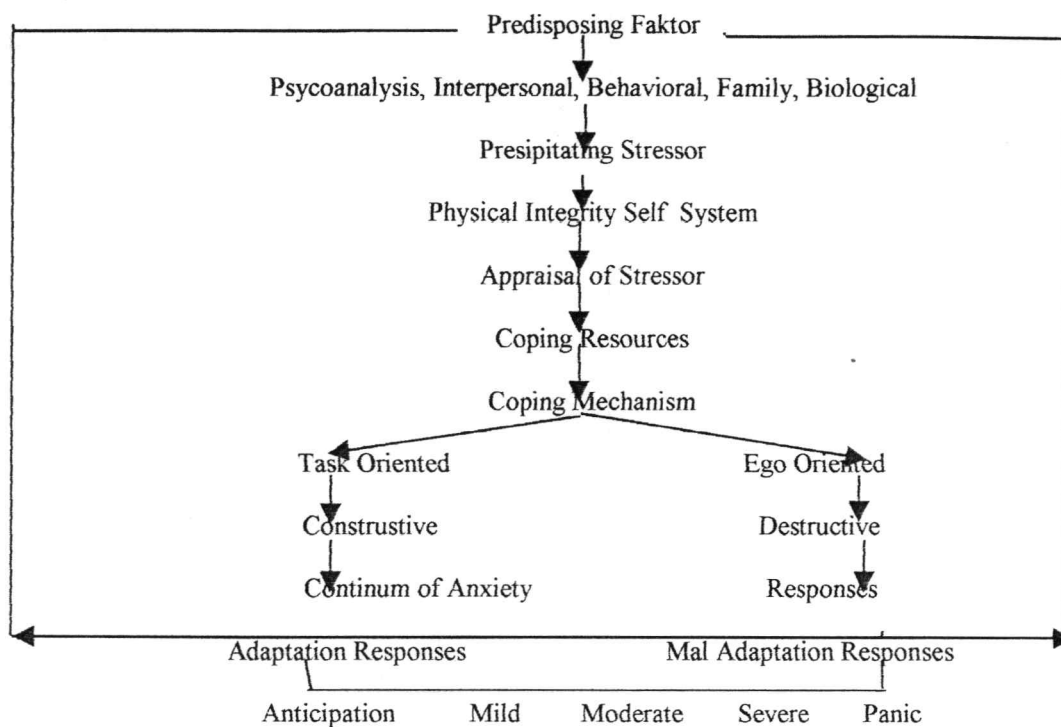 Predisposing Faktor
Psycoanalysis, Interpersonal, Behavioral, Family, Biological
Presipitating Stressor
Physical Integrity Self System
Appraisal of Stressor
Coping Resources
Coping Mechanism
Task Oriented Ego Oriented
Construstive Destructive
Continum of Anxiety Responses
Adaptation Responses Mal Adaptation Responses
Anticipation Mild Moderate Severe Panic